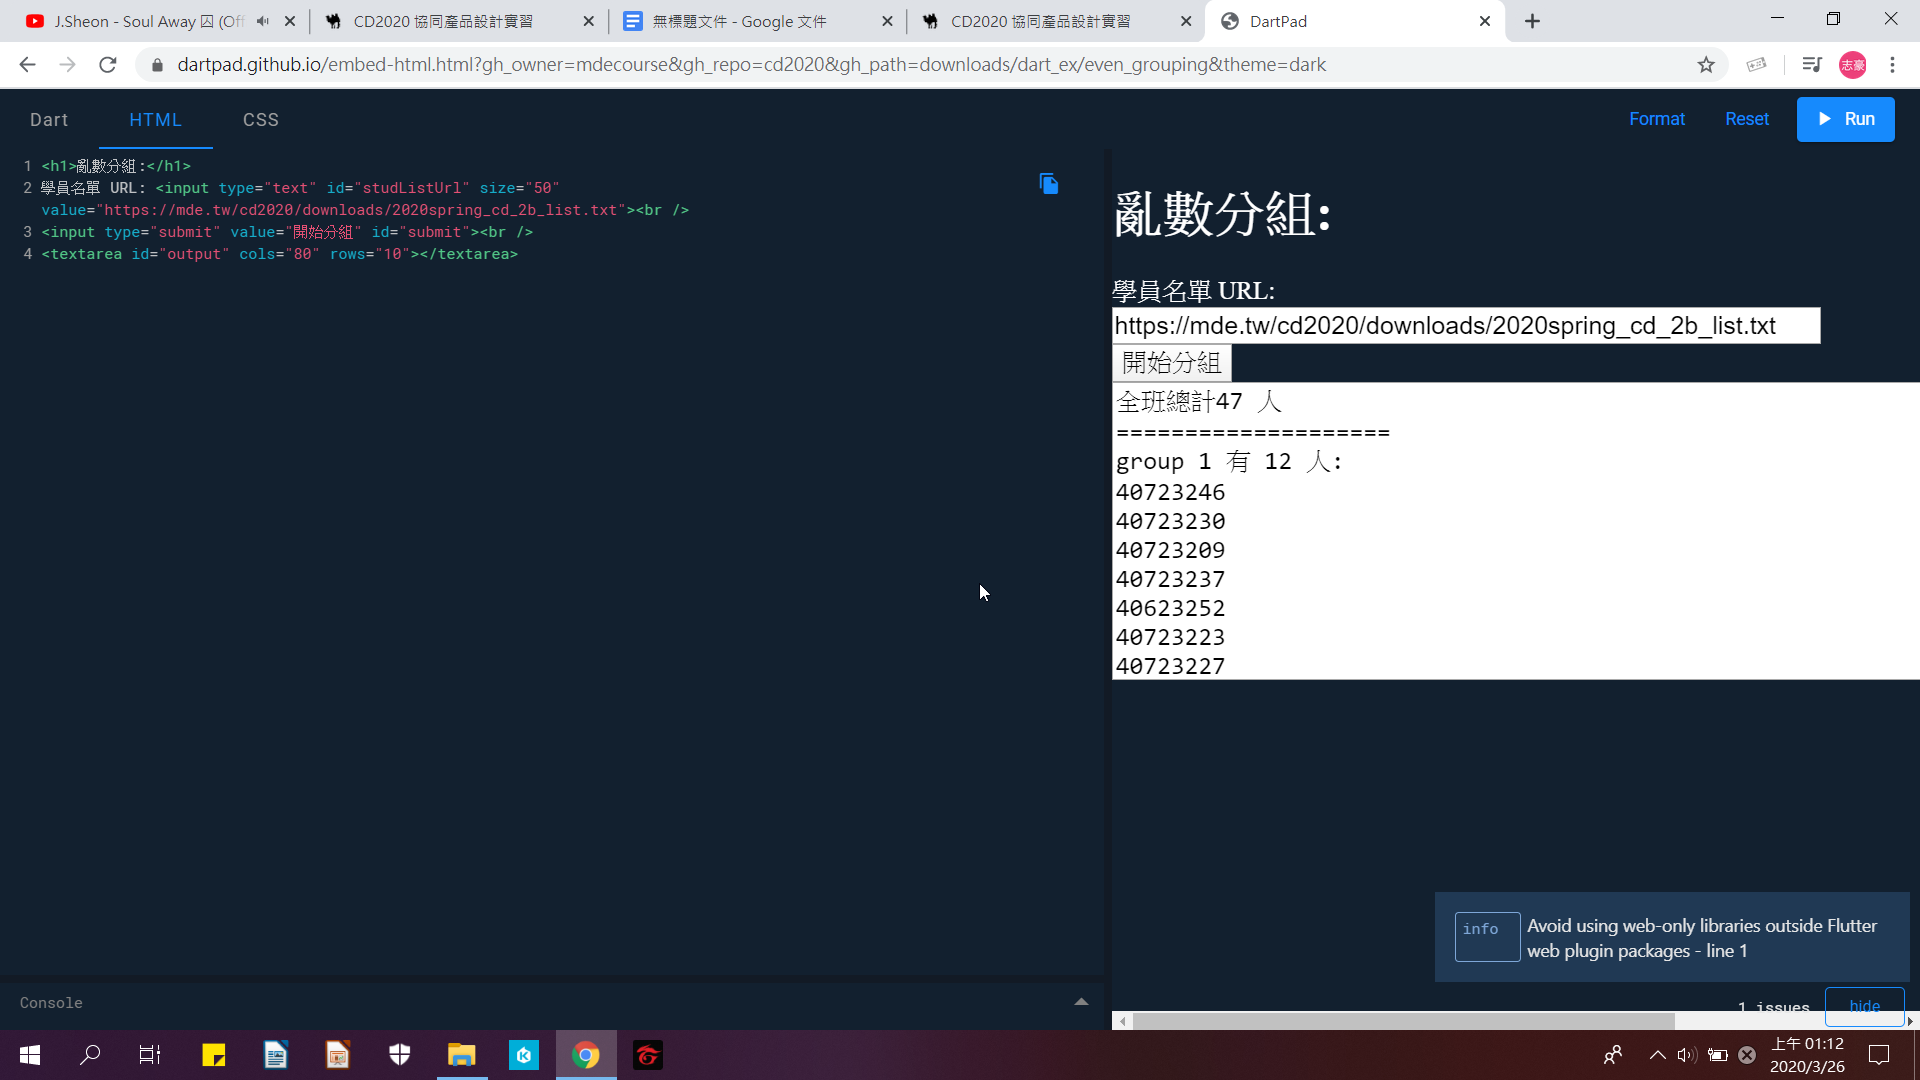 J.Sheon - Soul Away 囚 (Off
CD2020 協同產品設計實習
無標題文件 - Google 文件
CD2020 協同產品設計實習
DartPad
dartpad.github.io/embed-html.html?gh_owner=mdecourse&gh_repo=cd2020&gh_path=downloads/dart_ex/even_grouping&theme=dark
志豪
Dart
HTML
CSS
Format
Reset
Run
1 <h1>亂數分組:</h1>
2 學員名單 URL: <input type="text" id="studListUrl" size="50"
value="https://mde.tw/cd2020/downloads/2020spring_cd_2b_list.txt"><br />
3 <input type="submit" value="開始分組" id="submit"><br />
4 <textarea id="output" cols="80" rows="10"></textarea>
亂數分組:
學員名單 URL:
https://mde.tw/cd2020/downloads/2020spring_cd_2b_list.txt
開始分組
全班總計47 人
====================
group 1 有 12 人:
40723246
40723230
40723209
40723237
40623252
40723223
40723227
info
Avoid using web-only libraries outside Flutter
web plugin packages - line 1
Console
1 issues
hide
上午 01:12
2020/3/26